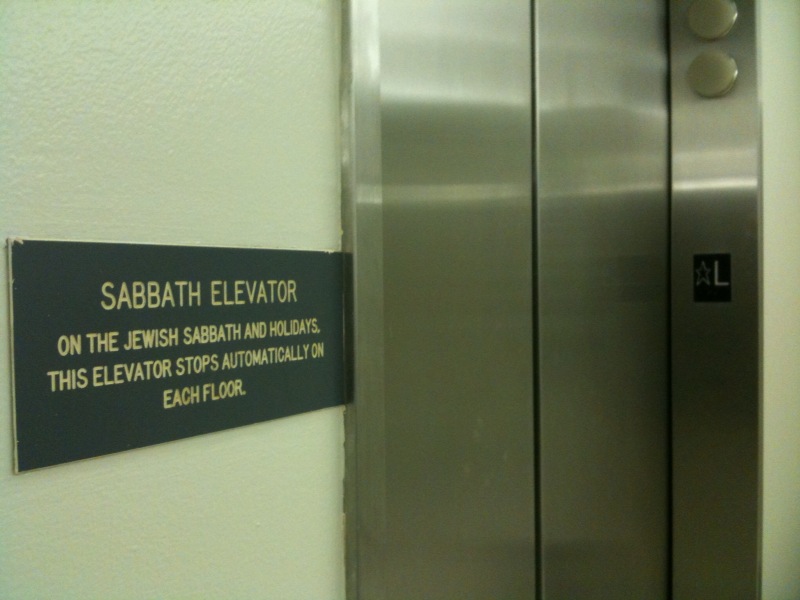 SABBATH ELEVATOR
ON THE JEWISH SABBATH AND HOLIDAYS,
THIS ELEVATOR STOPS AUTOMATICALLY ON
EACH FLOOR.
☆L